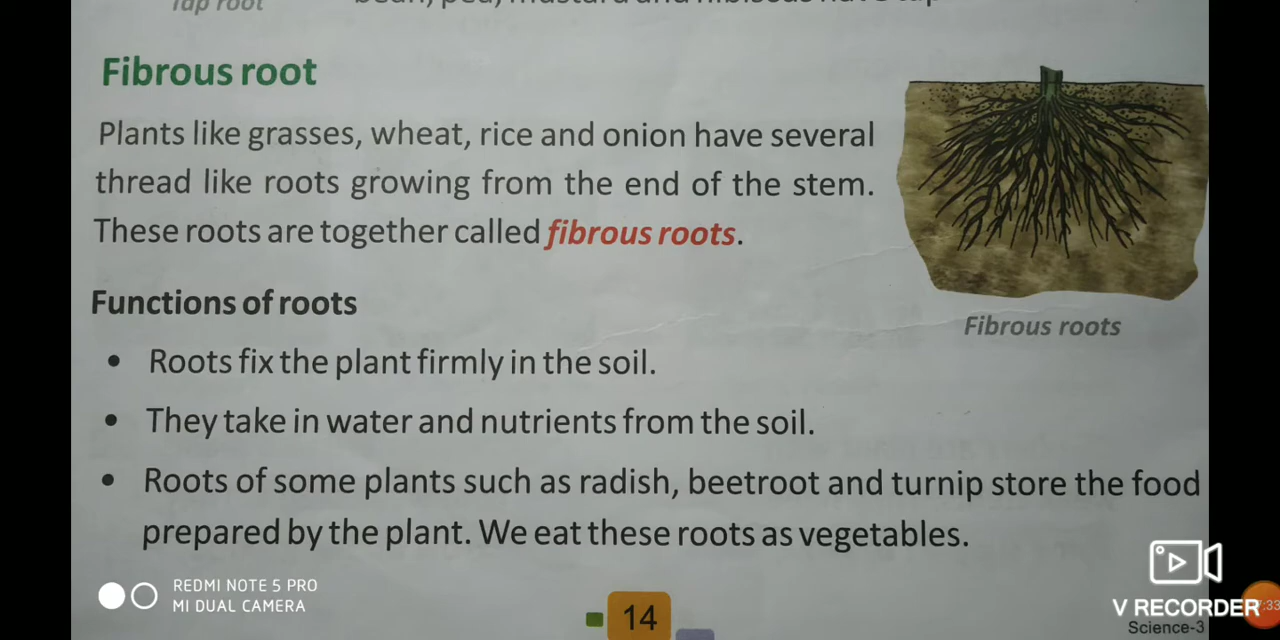 Tap root
Fibrous root
Plants like grasses, wheat, rice and onion have several
thread like roots growing from the end of the stem.
These roots are together called fibrous roots.
Fibrous roots
Functions of roots
• Roots fix the plant firmly in the soil.
• They take in water and nutrients from the soil.
• Roots of some plants such as radish, beetroot and turnip store the food
prepared by the plant. We eat these roots as vegetables.
REDMI NOTE 5 PRO
MI DUAL CAMERA
14
V RECORDER
Science-3